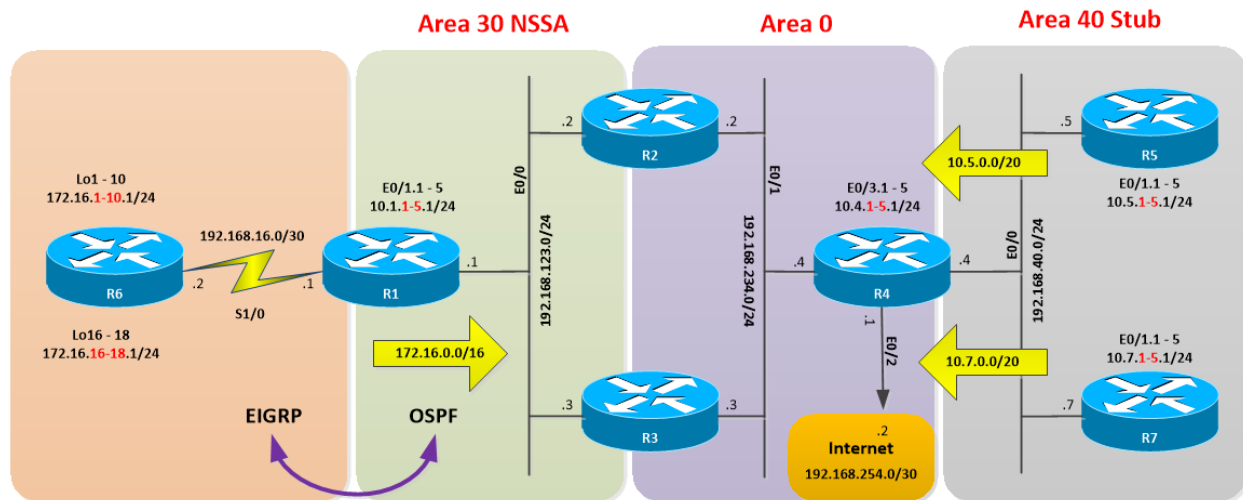 Area 30 NSSA
Area 0
Area 40 Stub
Lo1 - 10
172.16.1-10.1/24
R6
Lo16 - 18
172.16.16-18.1/24
192.168.16.0/30
.2
.1
S1/0
E0/1.1 - 5
10.1.1-5.1/24
R1
.1
172.16.0.0/16
EIGRP
OSPF
E0/0
192.168.123.0/24
.2
R2
.2
.3
R3
.3
E0/1
192.168.234.0/24
E0/3.1 - 5
10.4.1-5.1/24
.4
R4
.4
.1
E0/2
.2
Internet
192.168.254.0/30
10.5.0.0/20
10.7.0.0/20
E0/0
192.168.40.0/24
.5
R5
E0/1.1 - 5
10.5.1-5.1/24
E0/1.1 - 5
10.7.1-5.1/24
.7
R7